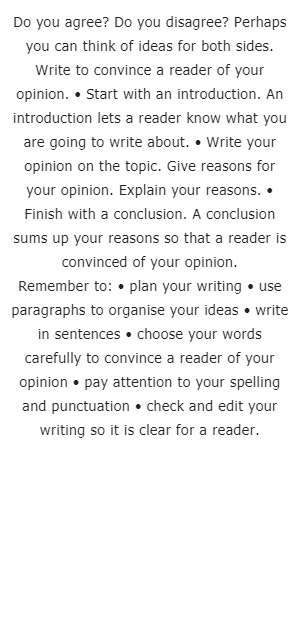 Do you agree? Do you disagree? Perhaps
you can think of ideas for both sides.
Write to convince a reader of your
opinion. • Start with an introduction. An
introduction lets a reader know what you
are going to write about. • Write your
opinion on the topic. Give reasons for
your opinion. Explain your reasons. •
Finish with a conclusion. A conclusion
sums up your reasons so that a reader is
convinced of your opinion.
Remember to: • plan your writing • use
paragraphs to organise your ideas • write
in sentences • choose your words
carefully to convince a reader of your
opinion • pay attention to your spelling
and punctuation • check and edit your
writing so it is clear for a reader.